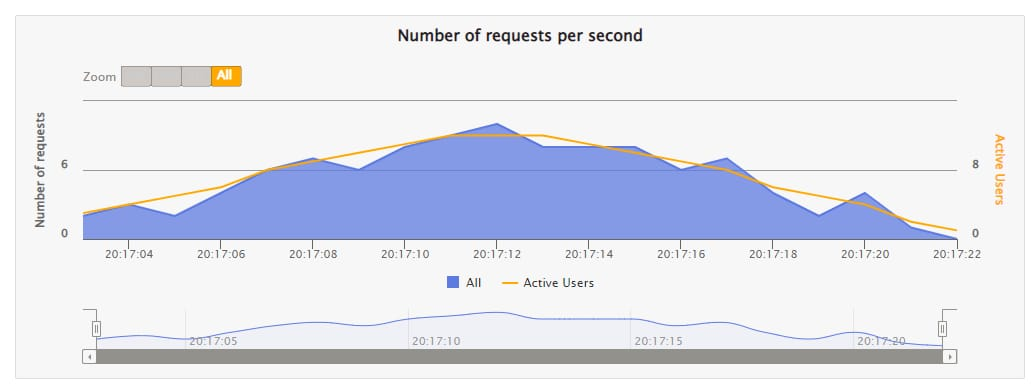 Number of requests per second
Zoom All
Number of requests
6
0
Active Users
8
0
20:17:04 20:17:06 20:17:08 20:17:10 20:17:12 20:17:14 20:17:16 20:17:18 20:17:20 20:17:22
All Active Users
20:17:05 20:17:10 20:17:15 20:17:20